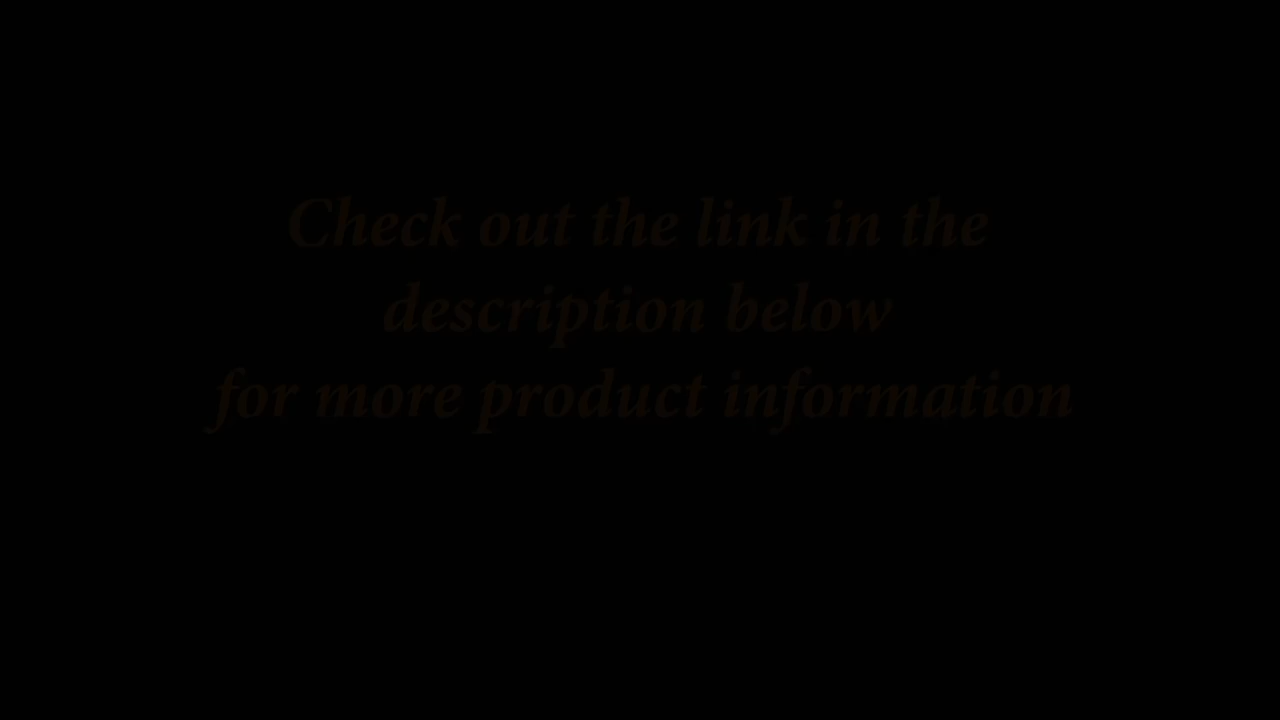 Check out the link in the
description below
for more product information